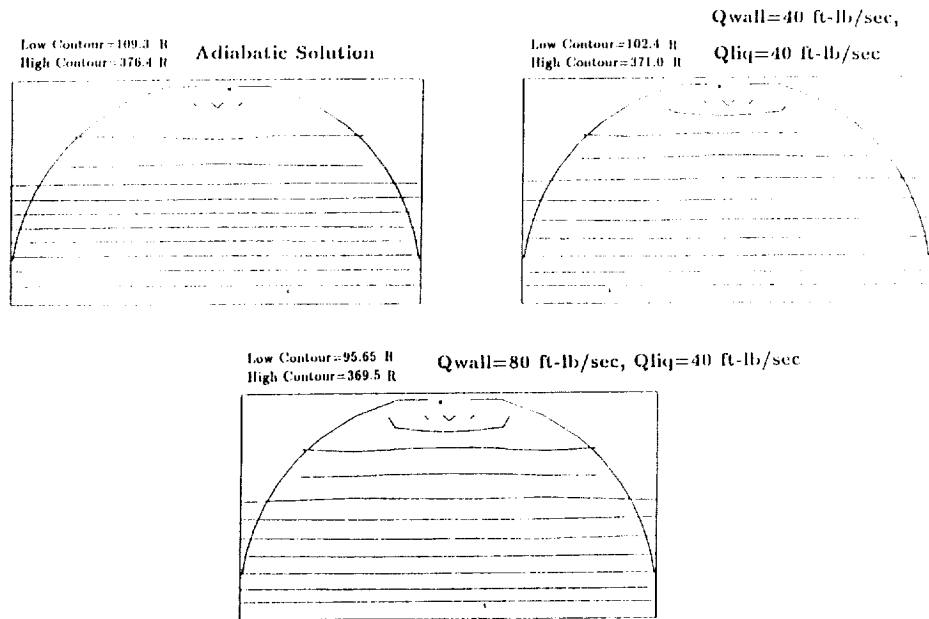 Low Contour=109.3 R
High Contour=376.4 R
Adiabatic Solution
Qwall=40 ft-lb/sec,
Low Contour=102.4 R
High Contour=371.0 R
Qliq=40 ft-lb/sec
Low Contour=95.65 R
High Contour=369.5 R
Qwall=80 ft-lb/sec, Qliq=40 ft-lb/sec